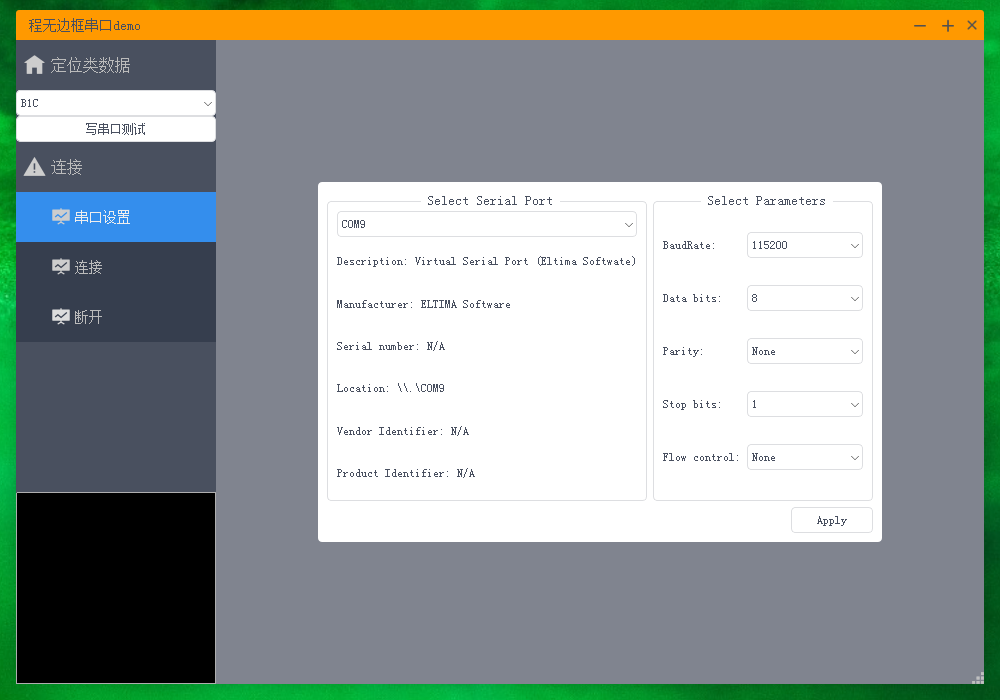 程无边框串口demo
定位类数据
B1C
写串口测试
连接
串口设置
连接
断开
Select Serial Port
COM9
Description: Virtual Serial Port (Eltima Softwate)
Manufacturer: ELTIMA Software
Serial number: N/A
Location: \\.\COM9
Vendor Identifier: N/A
Product Identifier: N/A
Select Parameters
BaudRate: 115200
Data bits: 8
Parity: None
Stop bits: 1
Flow control: None
Apply